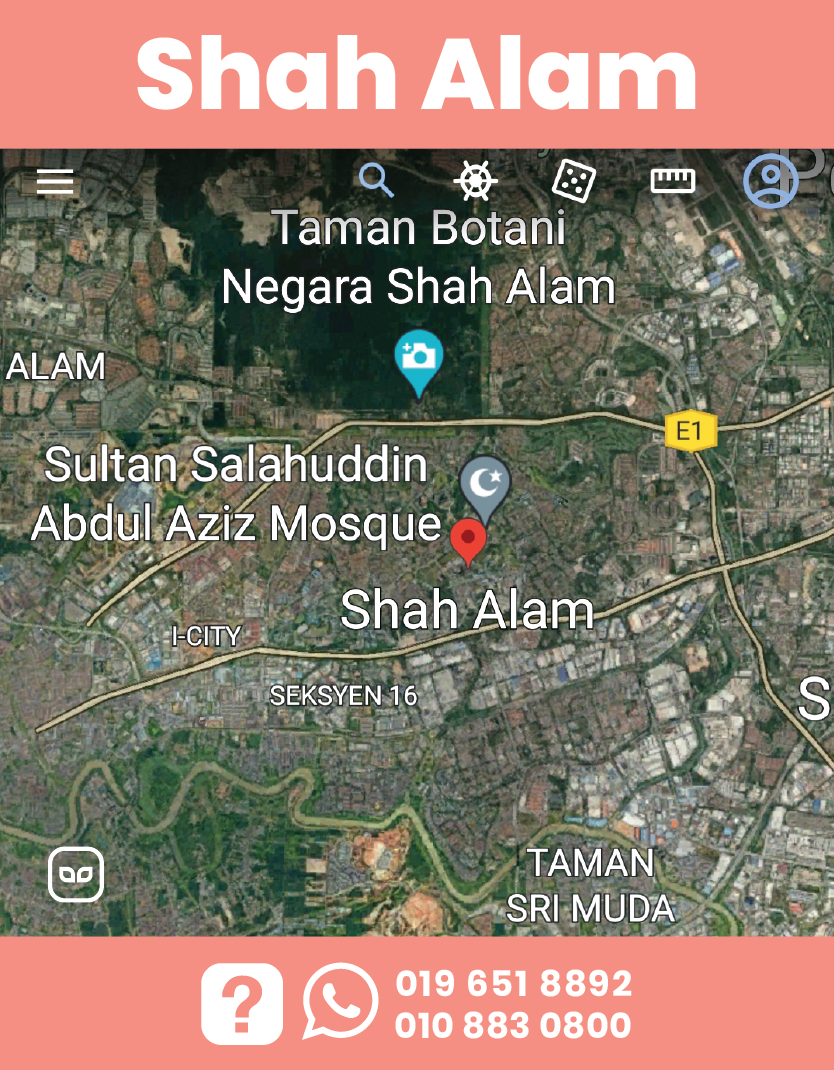 Shah Alam
Taman Botani
Negara Shah Alam
ALAM
E1
Sultan Salahuddin
Abdul Aziz Mosque
Shah Alam
I-CITY
SEKSYEN 16
S
TAMAN
SRI MUDA
?
019 651 8892
010 883 0800